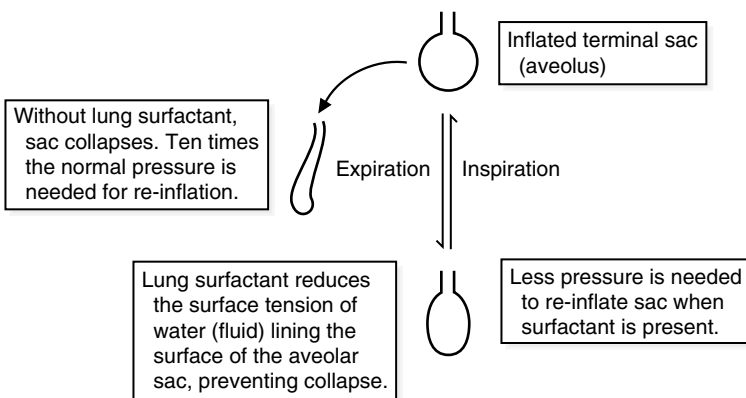 Inflated terminal sac
(aveolus)
Without lung surfactant,
sac collapses. Ten times
the normal pressure is
needed for re-inflation.
Expiration
Inspiration
Lung surfactant reduces
the surface tension of
water (fluid) lining the
surface of the aveolar
sac, preventing collapse.
Less pressure is needed
to re-inflate sac when
surfactant is present.